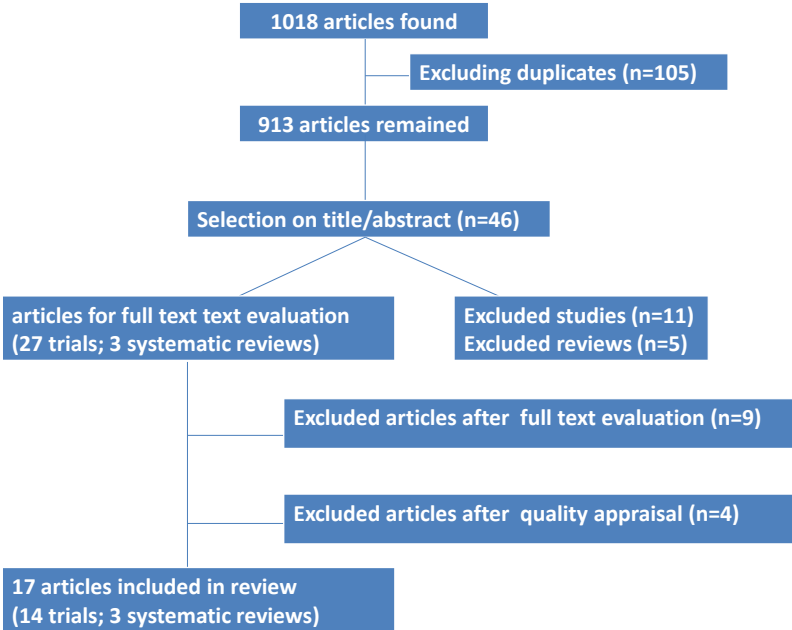 1018 articles found
Excluding duplicates (n=105)
913 articles remained
Selection on title/abstract (n=46)
articles for full text text evaluation
(27 trials; 3 systematic reviews)
Excluded studies (n=11)
Excluded reviews (n=5)
Excluded articles after full text evaluation (n=9)
Excluded articles after quality appraisal (n=4)
17 articles included in review
(14 trials; 3 systematic reviews)